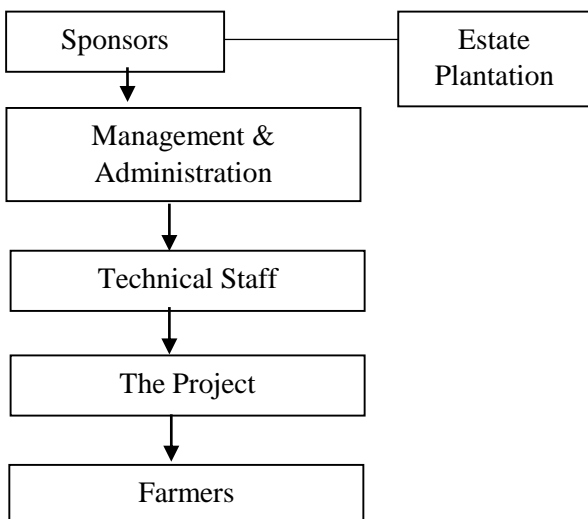 Sponsors
Estate
Plantation
Management &
Administration
Technical Staff
The Project
Farmers